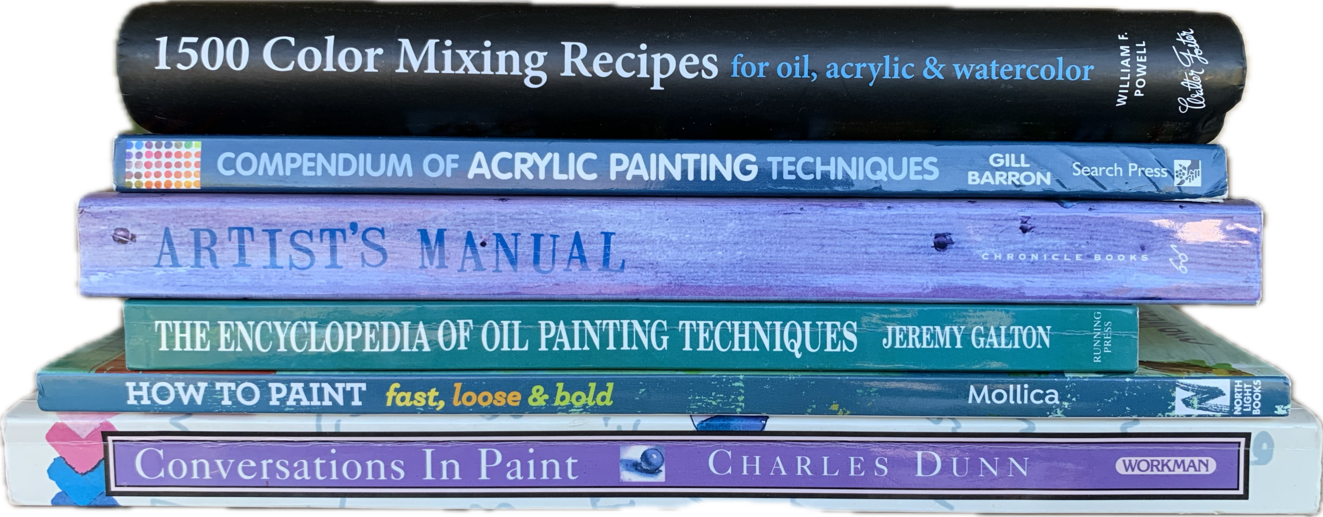 1500 Color Mixing Recipes for oil, acrylic & watercolor
WILLIAM F.
POWELL
Walter Foster
COMPENDIUM OF ACRYLIC PAINTING TECHNIQUES
GILL
BARRON
Search Press
ARTIST'S MANUAL
CHRONICLE BOOKS
THE ENCYCLOPEDIA OF OIL PAINTING TECHNIQUES
JEREMY GALTON
RUNNING
PRESS
HOW TO PAINT fast, loose & bold
Mollica
NORTH
LIGHT
BOOKS
Conversations In Paint
CHARLES DUNN
WORKMAN